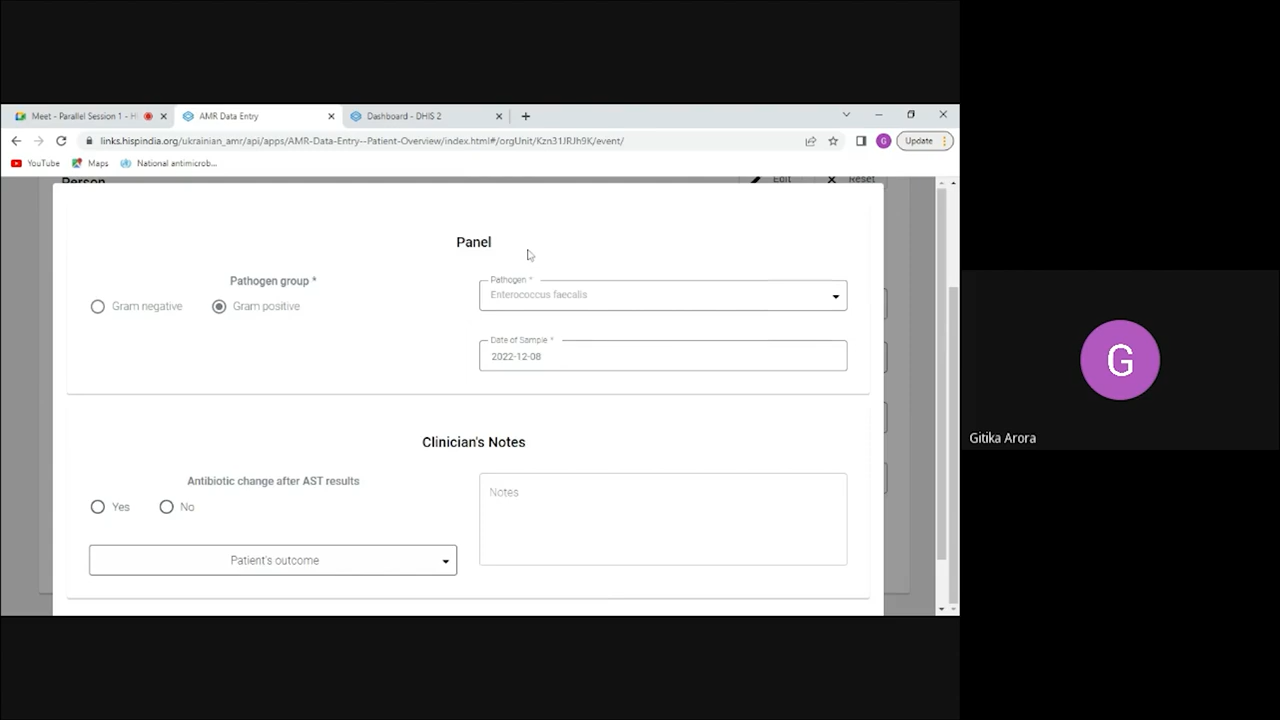 Meet - Parallel Session 1 - H
AMR Data Entry
Dashboard - DHIS 2
links.hispindia.org/ukrainian_amr/api/apps/AMR-Data-Entry--Patient-Overview/index.html#/orgUnit/Kzn31JRJh9K/event/
G
Update
YouTube
Maps
National antimicrob...
Person
Edit
Reset
Panel
Pathogen group *
Gram negative
Gram positive
Pathogen *
Enterococcus faecalis
Date of Sample *
2022-12-08
Clinician's Notes
Antibiotic change after AST results
Yes
No
Notes
Patient's outcome
G
Gitika Arora